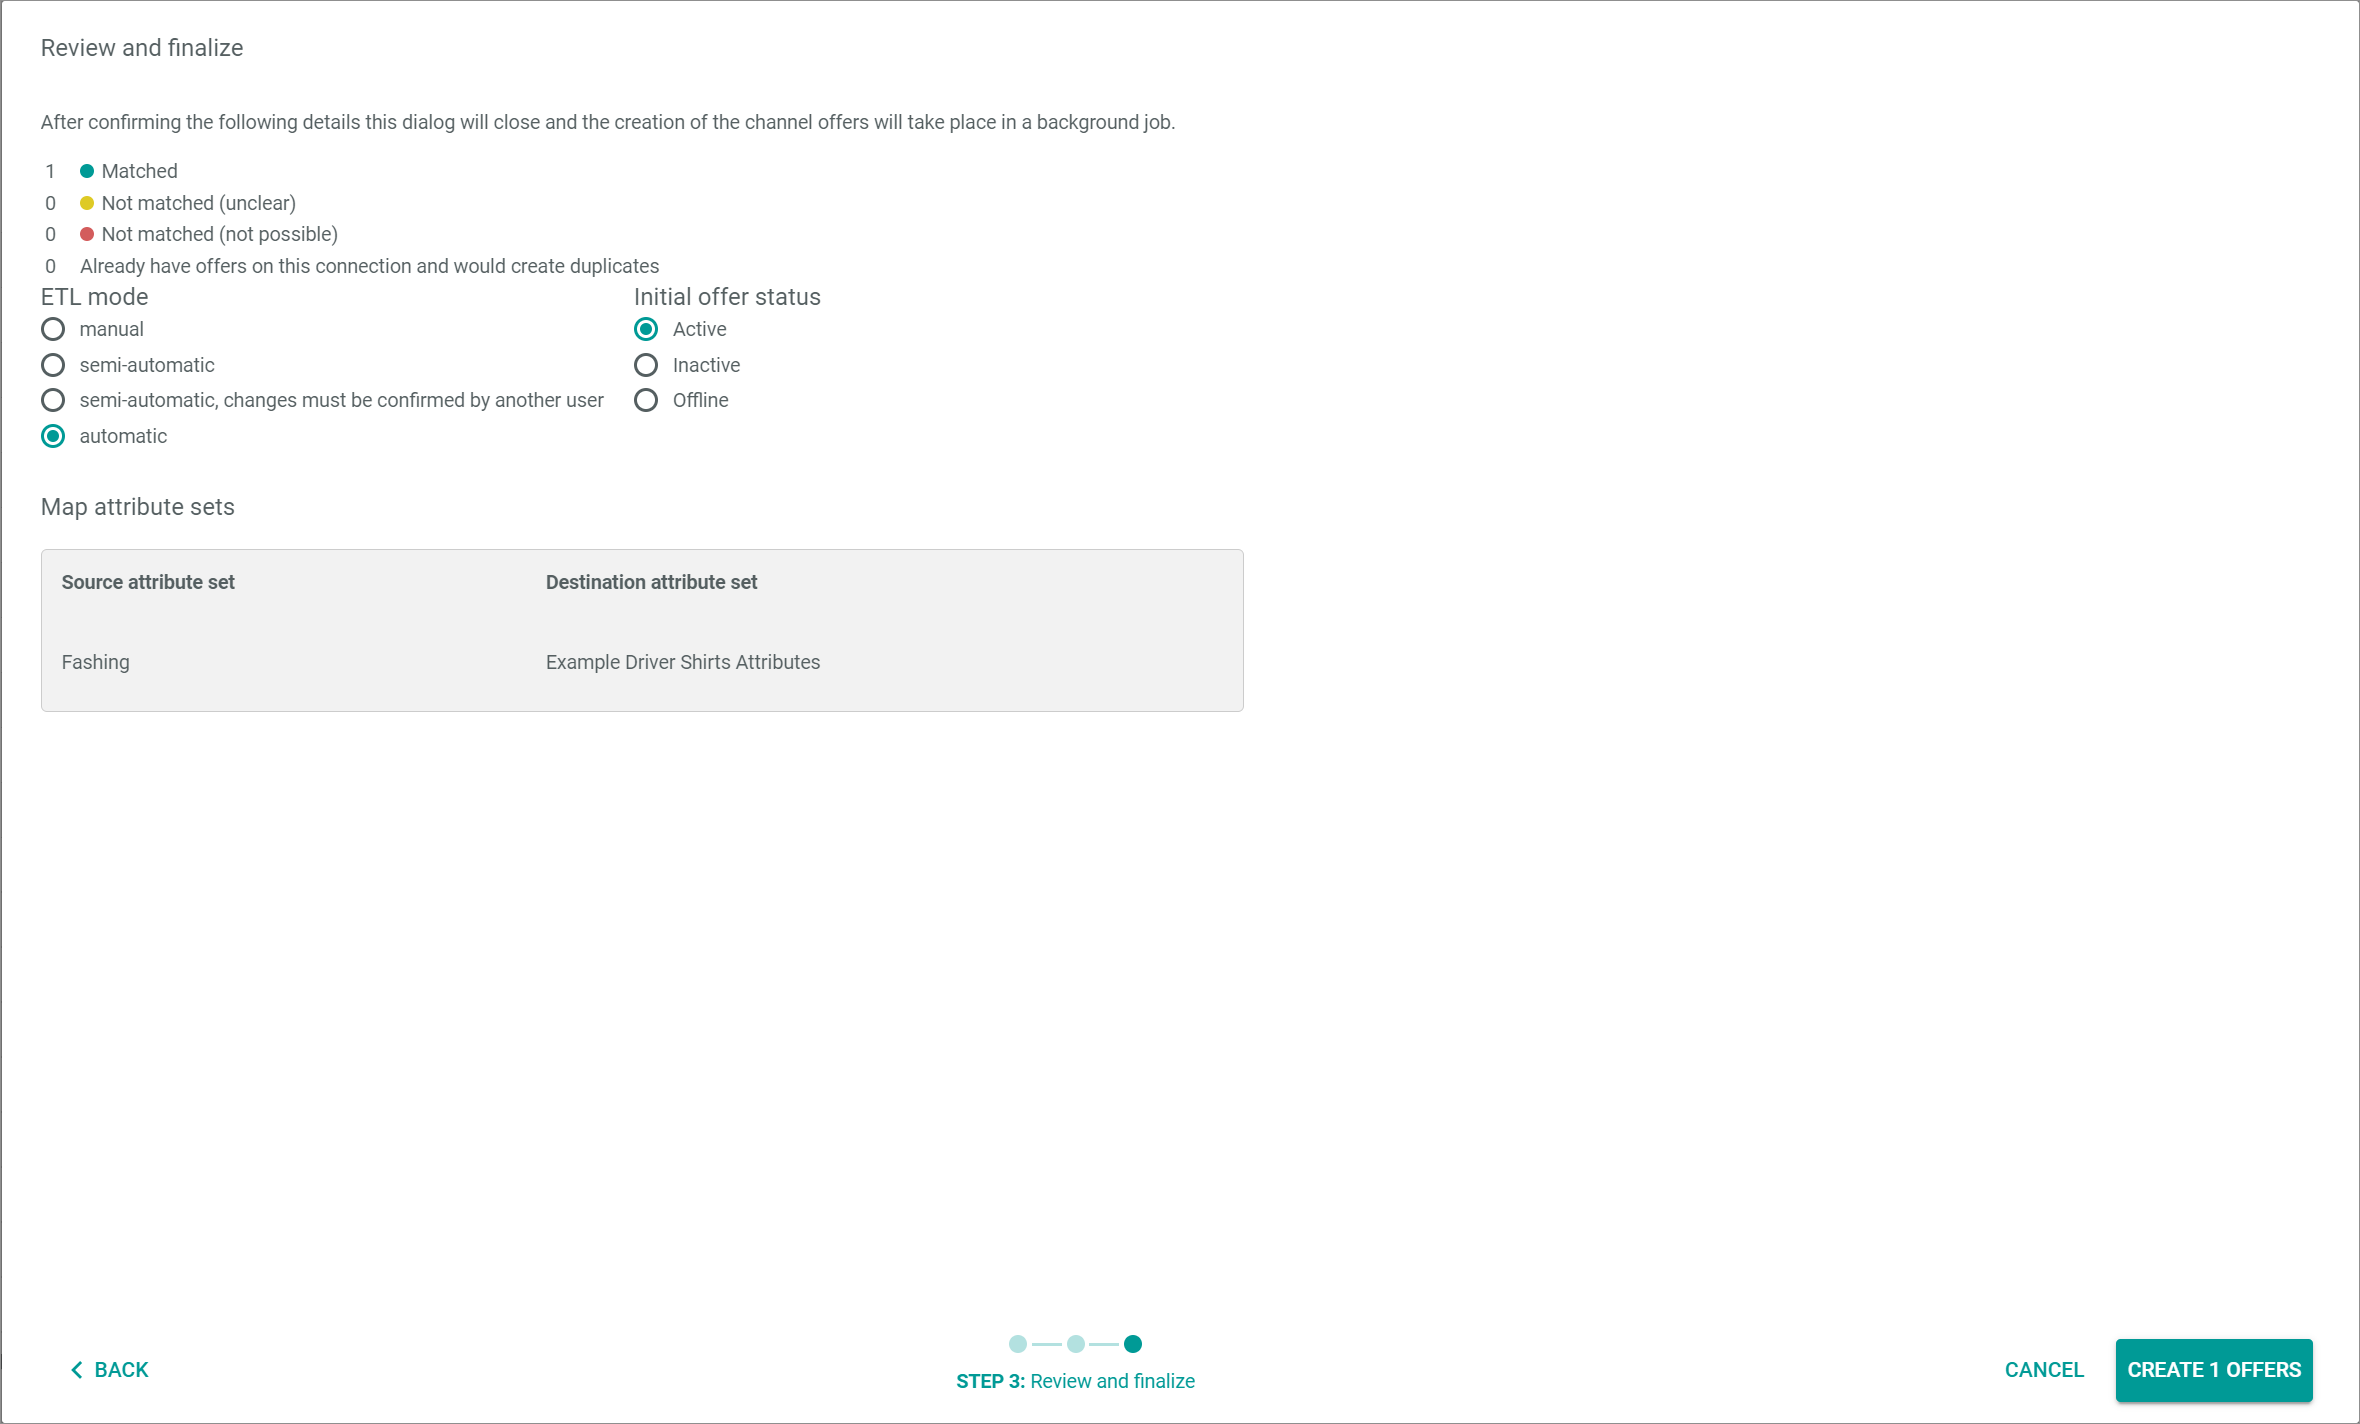 Review and finalize
After confirming the following details this dialog will close and the creation of the channel offers will take place in a background job.
1 Matched
0 Not matched (unclear)
0 Not matched (not possible)
0 Already have offers on this connection and would create duplicates
ETL mode
manual
semi-automatic
semi-automatic, changes must be confirmed by another user
automatic
Initial offer status
Active
Inactive
Offline
Map attribute sets
Source attribute set Destination attribute set
Fashing Example Driver Shirts Attributes
BACK
STEP 3: Review and finalize
CANCEL
CREATE 1 OFFERS